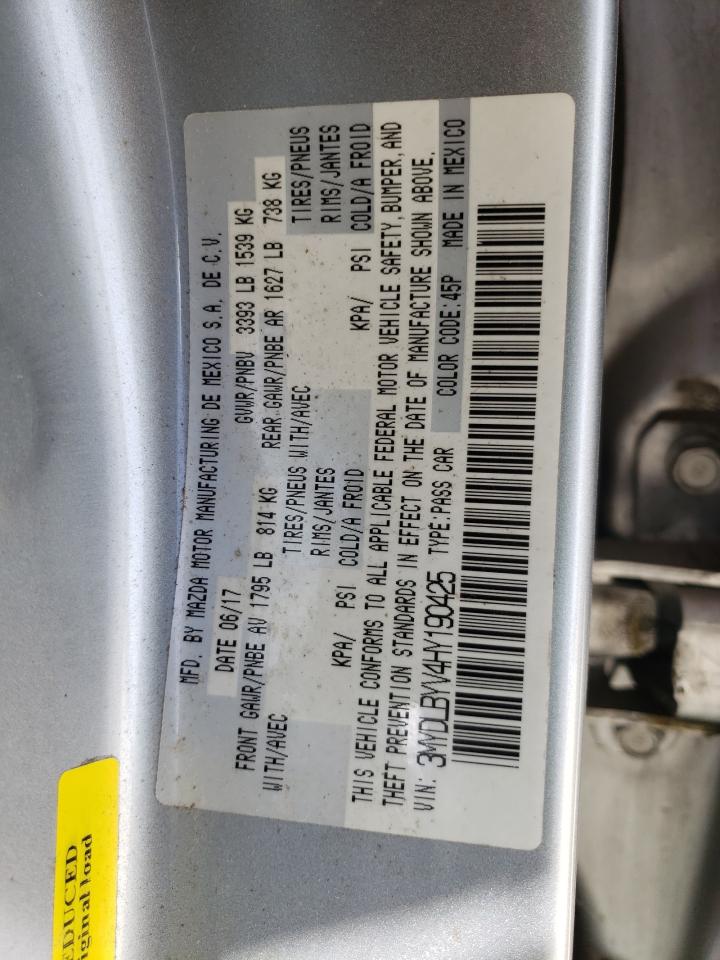 MFD. BY MAZDA MOTOR MANUFACTURING DE MEXICO S.A. DE C.V.
DATE 06/17 GVWR/PNBV 3393 LB 1539 KG
FRONT GAWR/PNBE AV 1795 LB 814 KG REAR GAWR/PNBE AR 1627 LB 738 KG
WITH/AVEC TIRES/PNEUS WITH/AVEC TIRES/PNEUS
RIMS/JANTES RIMS/JANTES
KPA/ PSI COLD/A FROID KPA/ PSI COLD/A FROID
THIS VEHICLE CONFORMS TO ALL APPLICABLE FEDERAL MOTOR VEHICLE SAFETY, BUMPER, AND
THEFT PREVENTION STANDARDS IN EFFECT ON THE DATE OF MANUFACTURE SHOWN ABOVE.
VIN: 3MYDLBYV4HY190425 TYPE:PASS CAR COLOR CODE:45P MADE IN MEXICO
EDUCED
iginal load